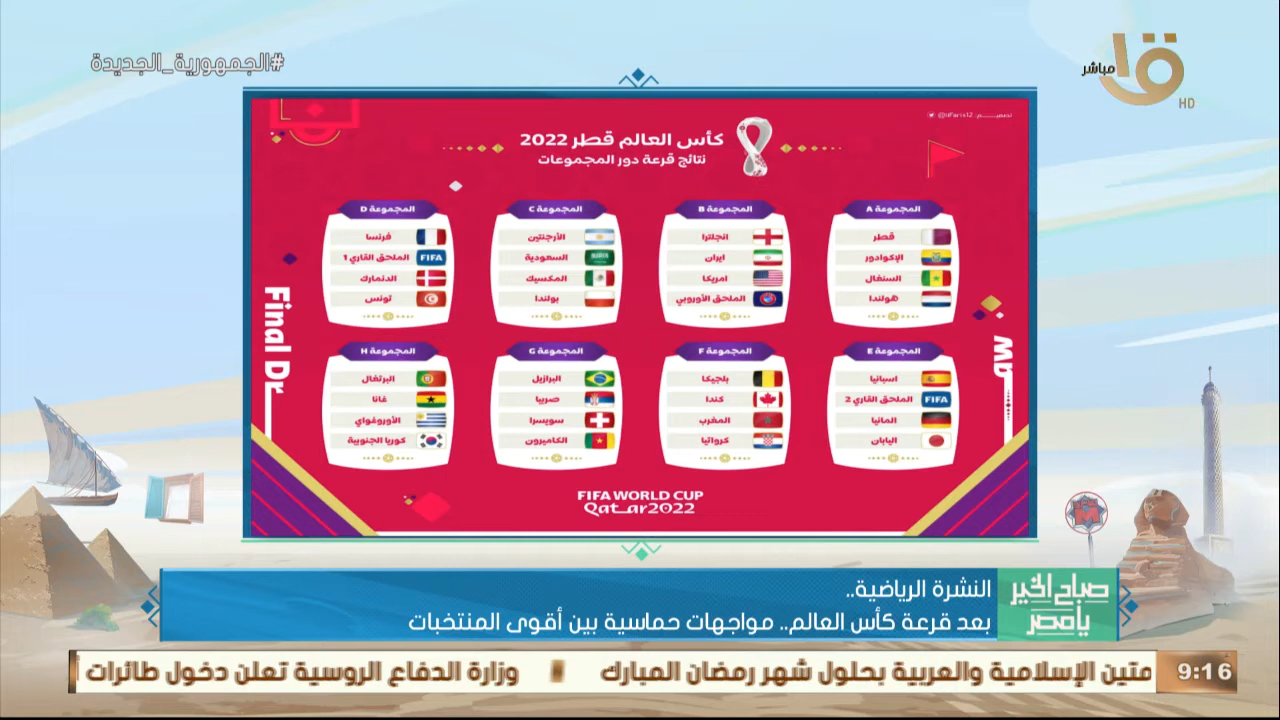 #الجمهورية_الجديدة
مباشر
HD
كأس العالم قطر 2022
نتائج قرعة دور المجموعات
المجموعة A
قطر
الإكوادور
السنغال
هولندا
المجموعة B
انجلترا
ايران
امريكا
الملحق الأوروبي
المجموعة C
الأرجنتين
السعودية
المكسيك
بولندا
المجموعة D
فرنسا
FIFA
الملحق القاري 1
الدنمارك
تونس
المجموعة E
اسبانيا
FIFA
الملحق القاري 2
المانيا
اليابان
المجموعة F
بلجيكا
كندا
المغرب
كرواتيا
المجموعة G
البرازيل
صربيا
سويسرا
الكاميرون
المجموعة H
البرتغال
غانا
الأوروغواي
كوريا الجنوبية
Final Dr
aw
FIFA WORLD CUP
Qatar2022
M
صباح الخير
يا مصر
النشرة الرياضية..
بعد قرعة كأس العالم.. مواجهات حماسية بين أقوى المنتخبات
9:16
متين الإسلامية والعربية بحلول شهر رمضان المبارك
وزارة الدفاع الروسية تعلن دخول طائرات